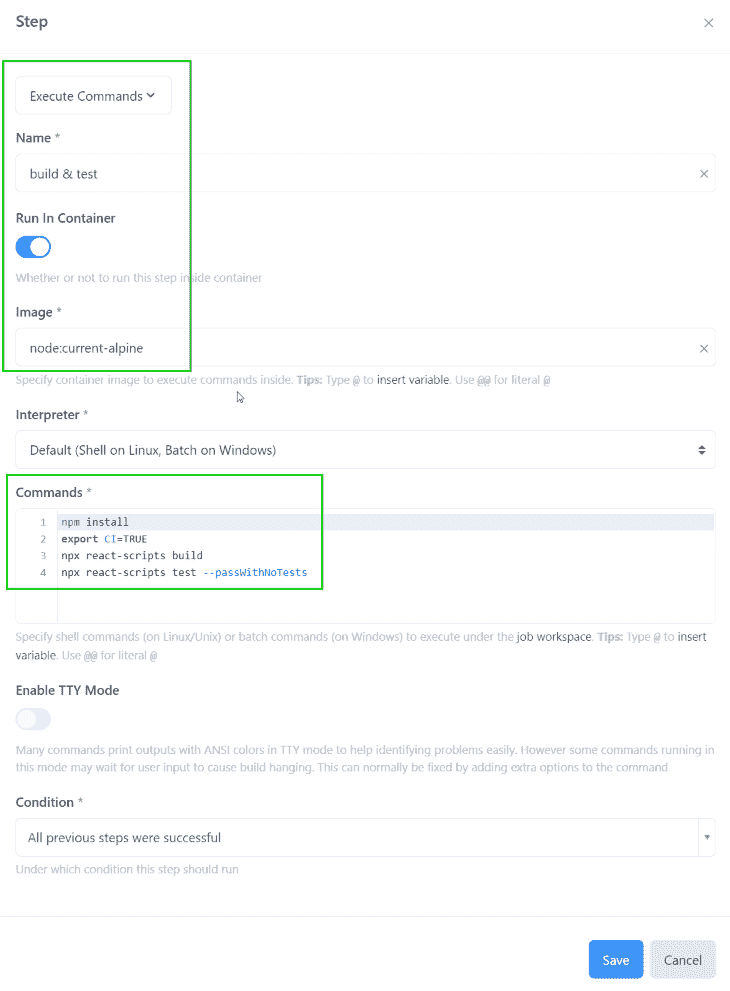 Step
Execute Commands
Name *
build & test
Run In Container
Whether or not to run this step inside container
Image *
node:current-alpine
Specify container image to execute commands inside. Tips: Type @ to insert variable. Use @@ for literal @
Interpreter *
Default (Shell on Linux, Batch on Windows)
Commands *
1 npm install
2 export CI=TRUE
3 npx react-scripts build
4 npx react-scripts test --passWithNoTests
Specify shell commands (on Linux/Unix) or batch commands (on Windows) to execute under the job workspace. Tips: Type @ to insert
variable. Use @@ for literal @
Enable TTY Mode
Many commands print outputs with ANSI colors in TTY mode to help identifying problems easily. However some commands running in
this mode may wait for user input to cause build hanging. This can normally be fixed by adding extra options to the command
Condition *
All previous steps were successful
Under which condition this step should run
Save Cancel